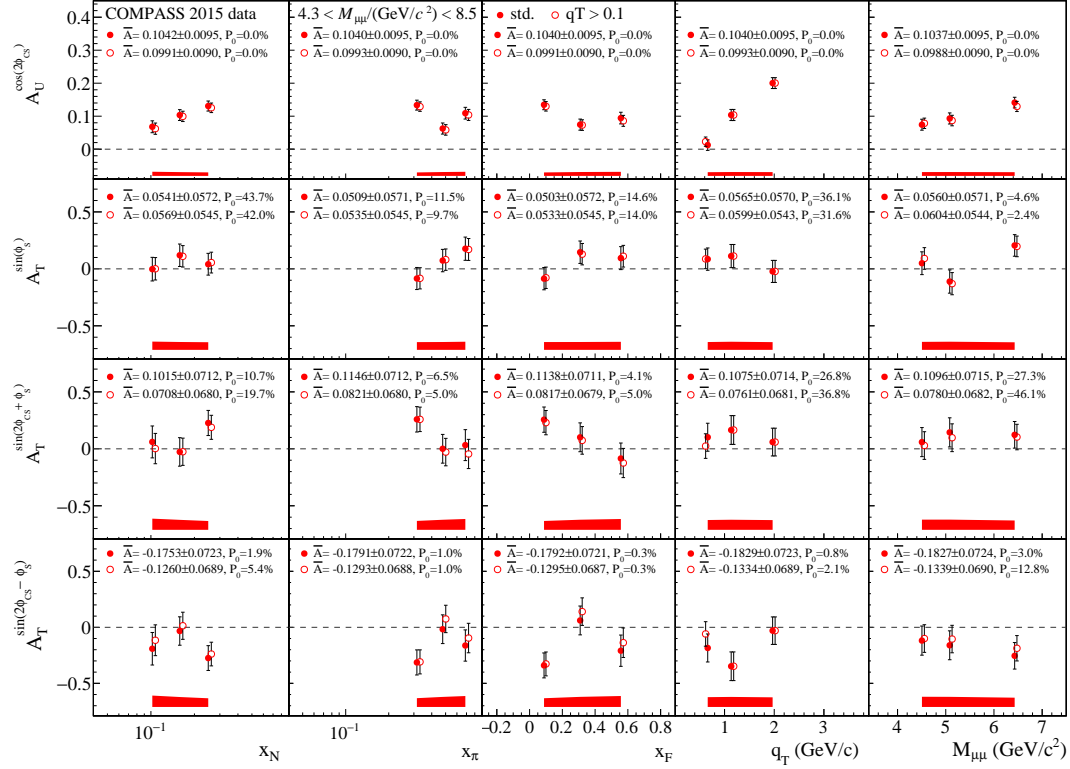 COMPASS 2015 data
4.3 < M_μμ/(GeV/c²) < 8.5
● std. ○ qT > 0.1
A_U^cos(2φ_CS)
0.4
0.3
0.2
0.1
0
A̅= 0.1042±0.0095, P₀=0.0%
A̅= 0.0991±0.0090, P₀=0.0%
A̅= 0.1040±0.0095, P₀=0.0%
A̅= 0.0993±0.0090, P₀=0.0%
A̅= 0.1040±0.0095, P₀=0.0%
A̅= 0.0991±0.0090, P₀=0.0%
A̅= 0.1040±0.0095, P₀=0.0%
A̅= 0.0993±0.0090, P₀=0.0%
A̅= 0.1037±0.0095, P₀=0.0%
A̅= 0.0988±0.0090, P₀=0.0%
A_T^sin(φ_S)
0.5
0
−0.5
A̅= 0.0541±0.0572, P₀=43.7%
A̅= 0.0569±0.0545, P₀=42.0%
A̅= 0.0509±0.0571, P₀=11.5%
A̅= 0.0535±0.0545, P₀=9.7%
A̅= 0.0503±0.0572, P₀=14.6%
A̅= 0.0533±0.0545, P₀=14.0%
A̅= 0.0565±0.0570, P₀=36.1%
A̅= 0.0599±0.0543, P₀=31.6%
A̅= 0.0560±0.0571, P₀=4.6%
A̅= 0.0604±0.0544, P₀=2.4%
A_T^sin(2φ_CS + φ_S)
0.5
0
−0.5
A̅= 0.1015±0.0712, P₀=10.7%
A̅= 0.0708±0.0680, P₀=19.7%
A̅= 0.1146±0.0712, P₀=6.5%
A̅= 0.0821±0.0680, P₀=5.0%
A̅= 0.1138±0.0711, P₀=4.1%
A̅= 0.0817±0.0679, P₀=5.0%
A̅= 0.1075±0.0714, P₀=26.8%
A̅= 0.0761±0.0681, P₀=36.8%
A̅= 0.1096±0.0715, P₀=27.3%
A̅= 0.0780±0.0682, P₀=46.1%
A_T^sin(2φ_CS − φ_S)
0.5
0
−0.5
A̅= -0.1753±0.0723, P₀=1.9%
A̅= -0.1260±0.0689, P₀=5.4%
A̅= -0.1791±0.0722, P₀=1.0%
A̅= -0.1293±0.0688, P₀=1.0%
A̅= -0.1792±0.0721, P₀=0.3%
A̅= -0.1295±0.0687, P₀=0.3%
A̅= -0.1829±0.0723, P₀=0.8%
A̅= -0.1334±0.0689, P₀=2.1%
A̅= -0.1827±0.0724, P₀=3.0%
A̅= -0.1339±0.0690, P₀=12.8%
10⁻¹
10⁻¹
−0.2 0 0.2 0.4 0.6 0.8
0 1 2 3
4 5 6 7
x_N
x_π
x_F
q_T (GeV/c)
M_μμ (GeV/c²)